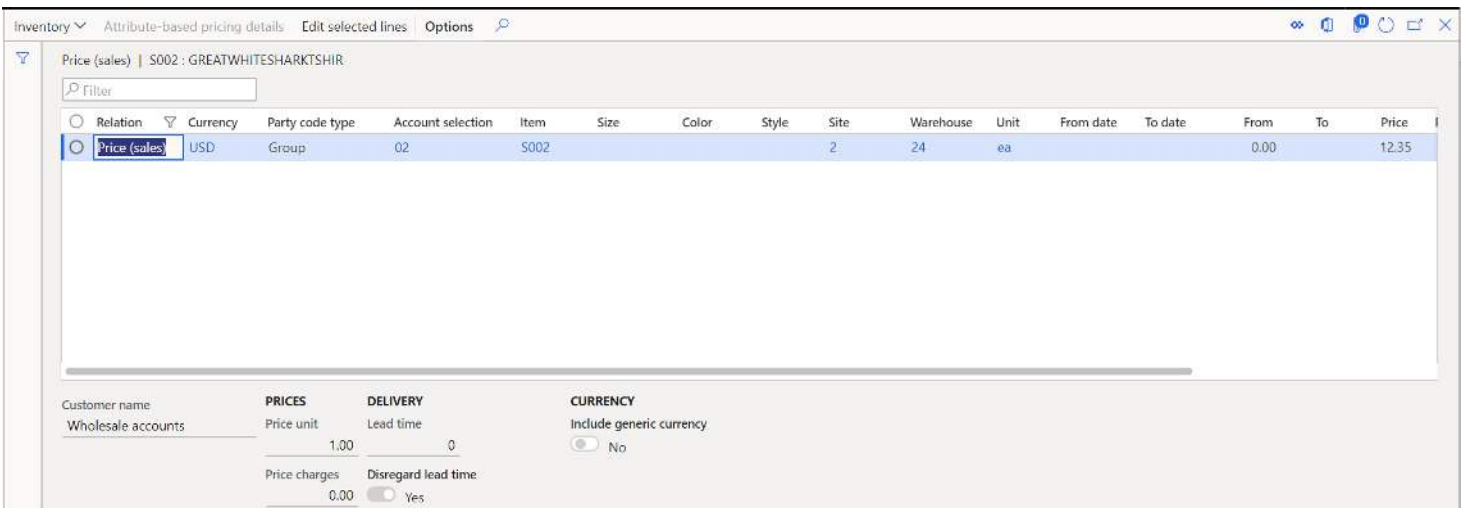 Inventory Attribute-based pricing details Edit selected lines Options 0
Price (sales) | S002 : GREATWHITESHARKTSHIR
Filter
Relation Currency Party code type Account selection Item Size Color Style Site Warehouse Unit From date To date From To Price
Price (sales) USD Group 02 S002 2 24 ea 0.00 12.35
Customer name PRICES DELIVERY CURRENCY
Wholesale accounts Price unit Lead time Include generic currency
1.00 0 No
Price charges Disregard lead time
0.00 Yes